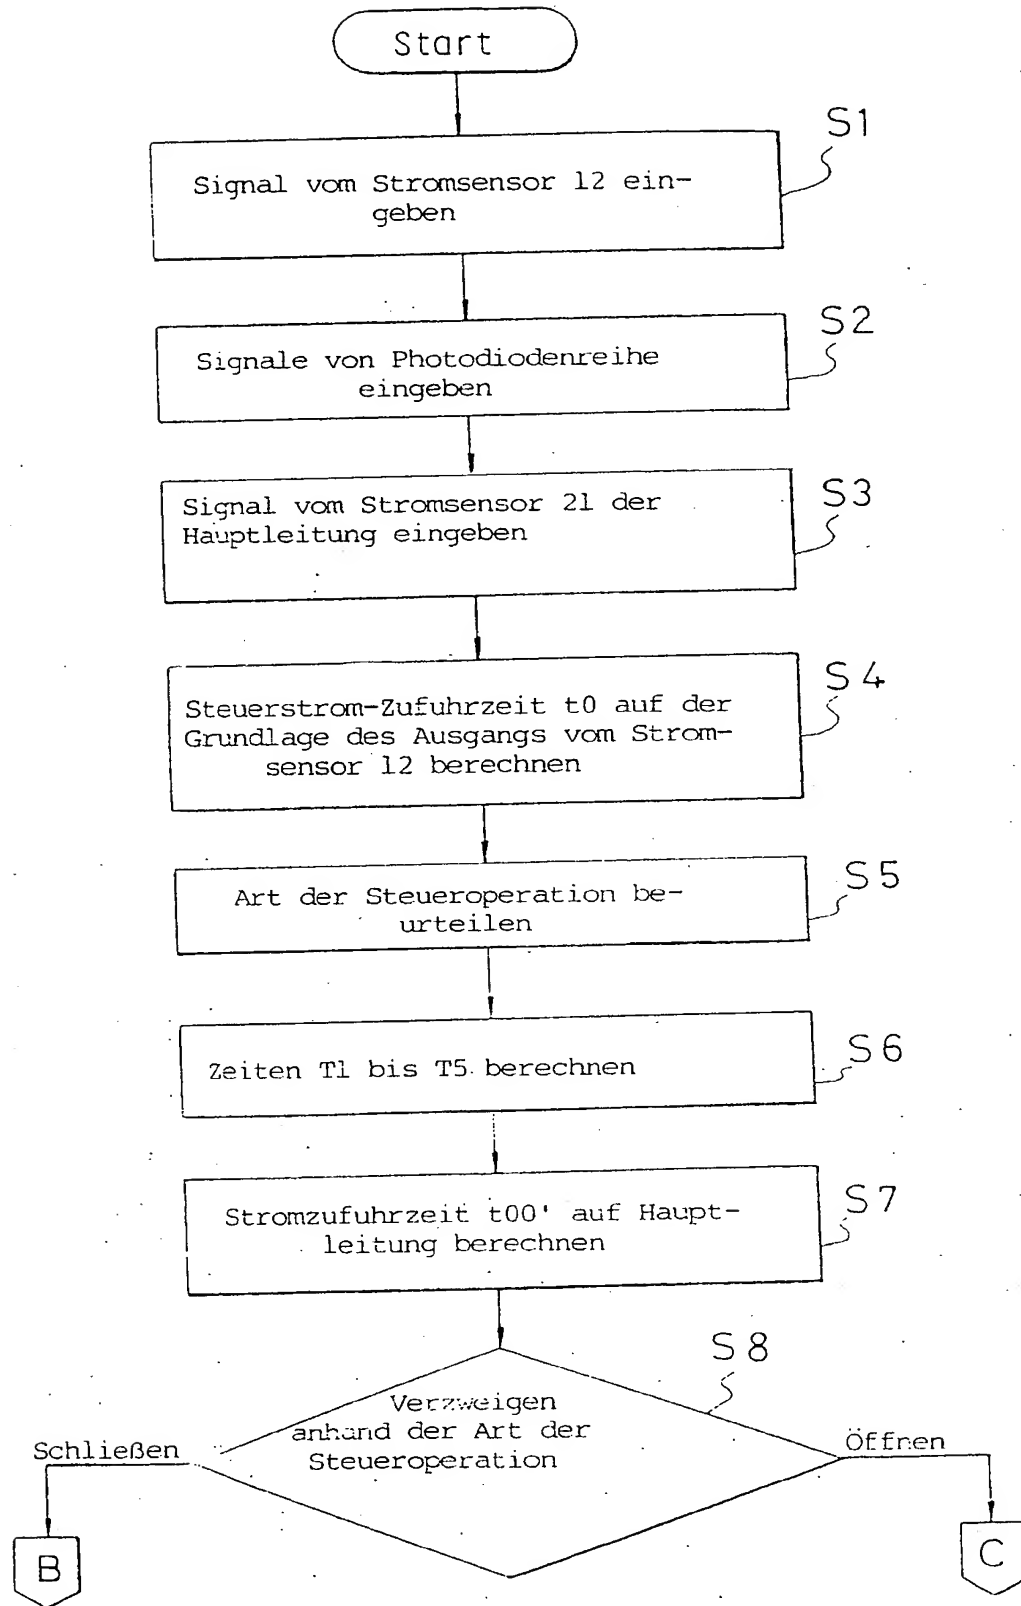 Start
S1
Signal vom Stromsensor 12 ein-
geben
S2
Signale von Photodiodenreihe
eingeben
S3
Signal vom Stromsensor 21 der
Hauptleitung eingeben
S4
Steuerstrom-Zufuhrzeit t0 auf der
Grundlage des Ausgangs vom Strom-
sensor 12 berechnen
S5
Art der Steueroperation be-
urteilen
S6
Zeiten T1 bis T5 berechnen
S7
Stromzufuhrzeit t00' auf Haupt-
leitung berechnen
S8
Verzweigen
anhand der Art der
Steueroperation
Schließen
Öffnen
B
C